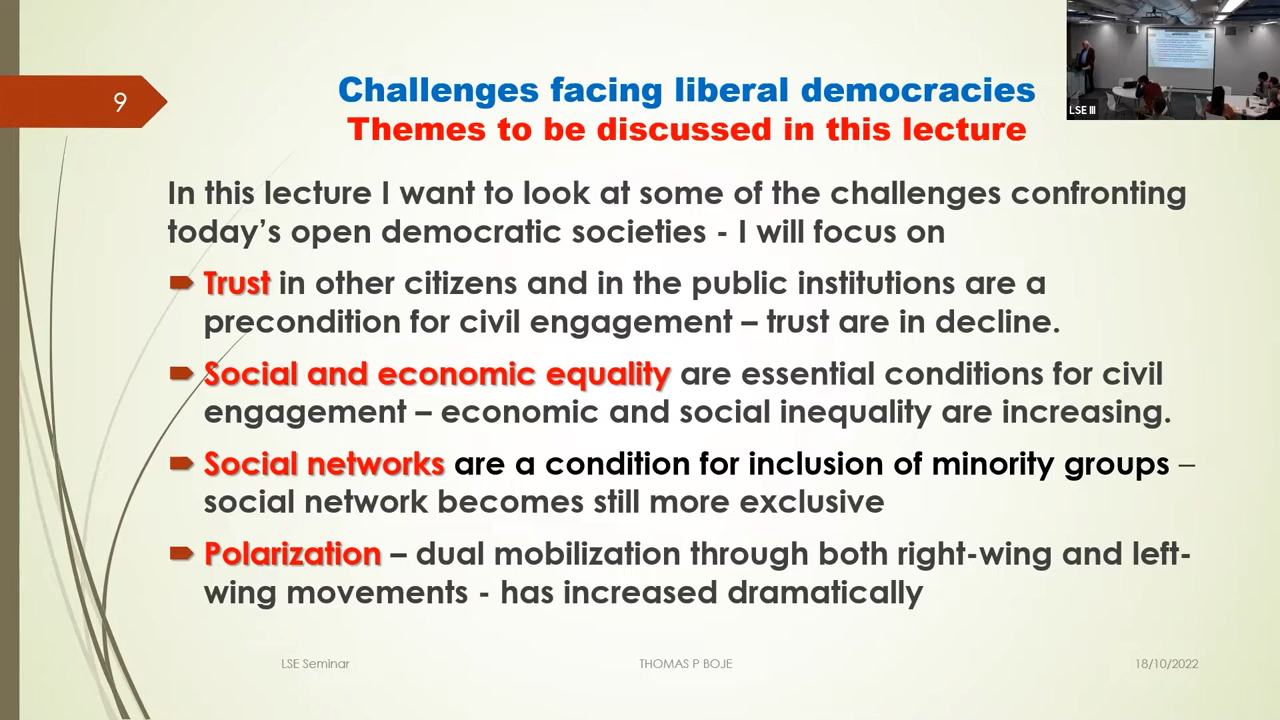 9
Challenges facing liberal democracies
Themes to be discussed in this lecture
LSE III
In this lecture I want to look at some of the challenges confronting
today's open democratic societies - I will focus on
Trust in other citizens and in the public institutions are a
precondition for civil engagement – trust are in decline.
Social and economic equality are essential conditions for civil
engagement – economic and social inequality are increasing.
Social networks are a condition for inclusion of minority groups –
social network becomes still more exclusive
Polarization – dual mobilization through both right-wing and left-
wing movements - has increased dramatically
LSE Seminar
THOMAS P BOJE
18/10/2022